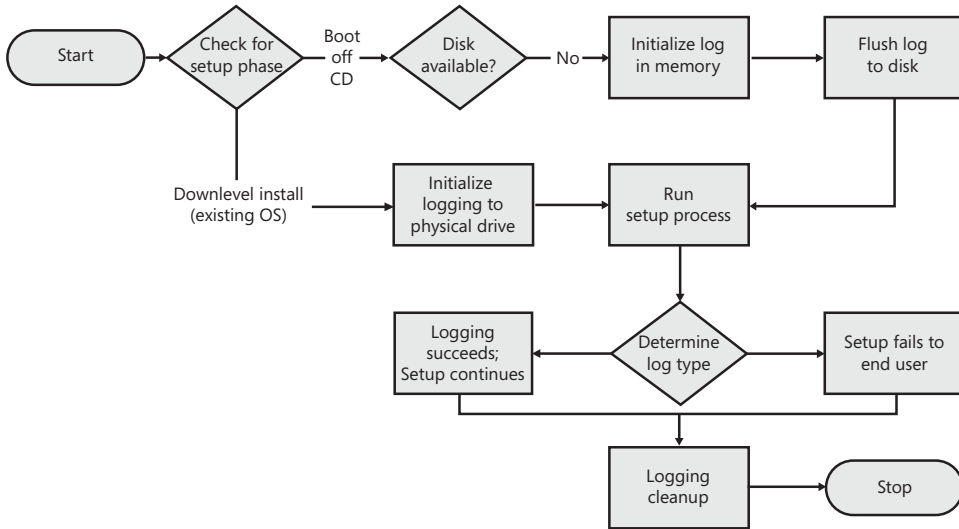 Start
Check for
setup phase
Boot
off
CD
Disk
available?
No
Initialize log
in memory
Flush log
to disk
Downlevel install
(existing OS)
Initialize
logging to
physical drive
Run
setup process
Logging
succeeds;
Setup continues
Determine
log type
Setup fails to
end user
Logging
cleanup
Stop